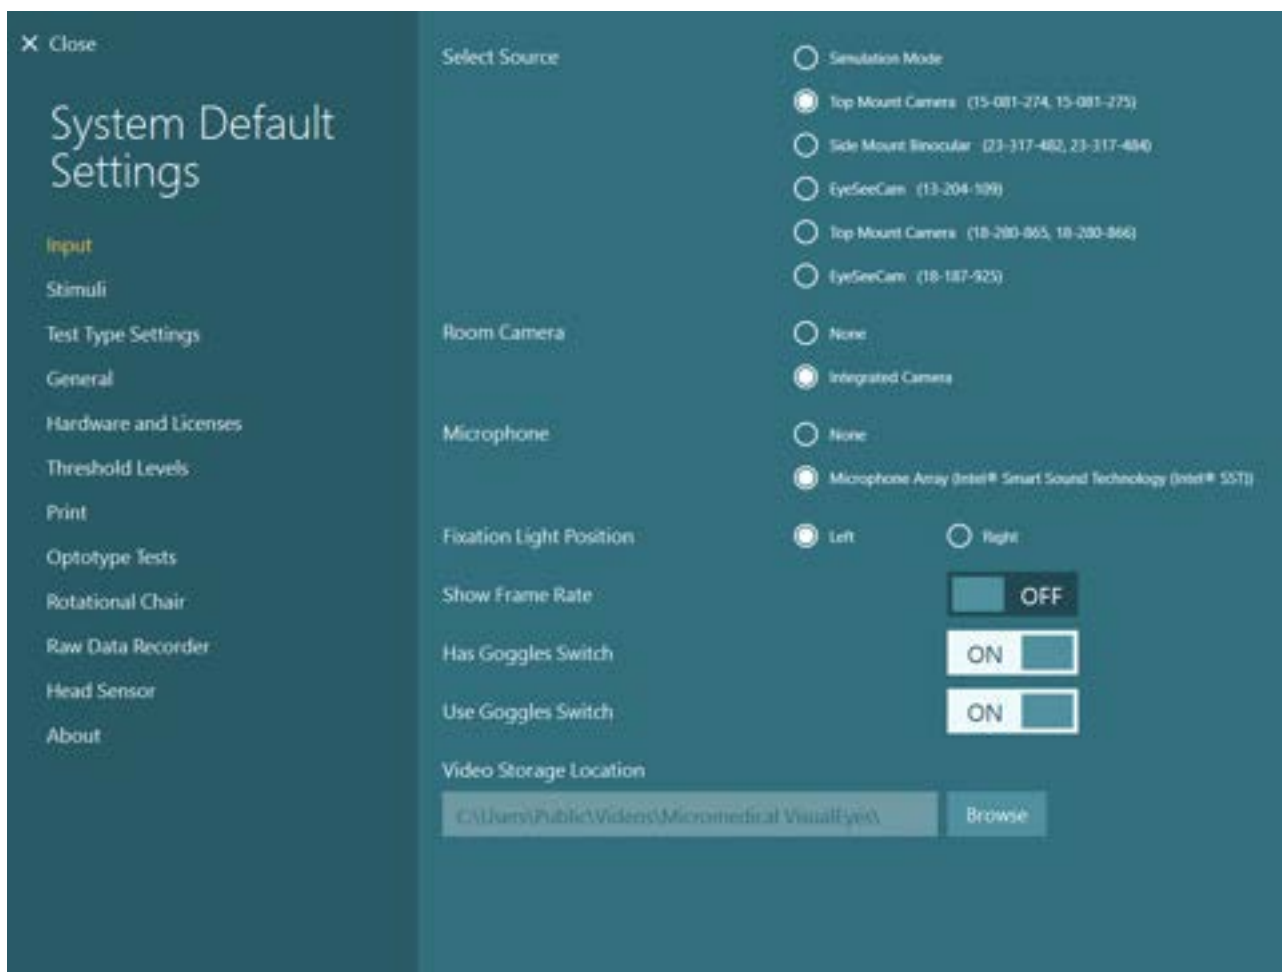 Close
System Default
Settings
Input
Stimuli
Test Type Settings
General
Hardware and Licenses
Threshold Levels
Print
Optotype Tests
Rotational Chair
Raw Data Recorder
Head Sensor
About
Select Source
Simulation Mode
Top Mount Camera (15-081-274, 15-081-275)
Side Mount Binocular (23-317-482, 23-317-484)
EyeSeeCam (13-204-109)
Top Mount Camera (18-280-865, 18-280-866)
EyeSeeCam (18-187-925)
Room Camera
None
Integrated Camera
Microphone
None
Microphone Array (Intel® Smart Sound Technology (Intel® SST))
Fixation Light Position
Left Right
Show Frame Rate OFF
Has Goggles Switch ON
Use Goggles Switch ON
Video Storage Location
C:\Users\Public\Videos\Micromedical VisualEyes\ Browse